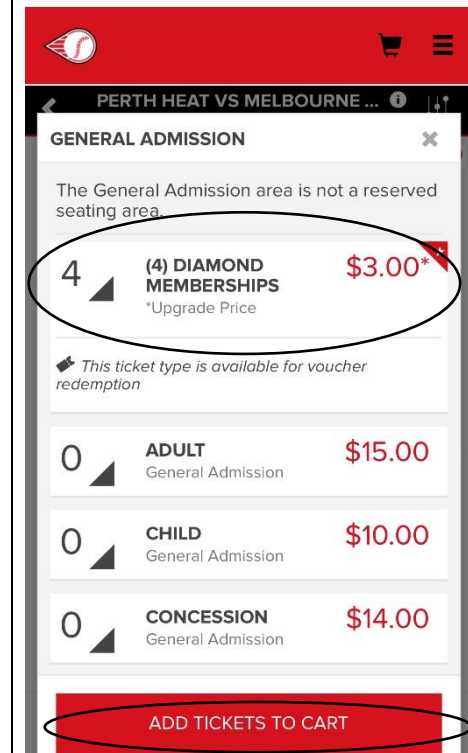 PERTH HEAT VS MELBOURNE ...
GENERAL ADMISSION
The General Admission area is not a reserved
seating area.
4
(4) DIAMOND
MEMBERSHIPS
*Upgrade Price
$3.00*
This ticket type is available for voucher
redemption
0
ADULT
General Admission
$15.00
0
CHILD
General Admission
$10.00
0
CONCESSION
General Admission
$14.00
ADD TICKETS TO CART